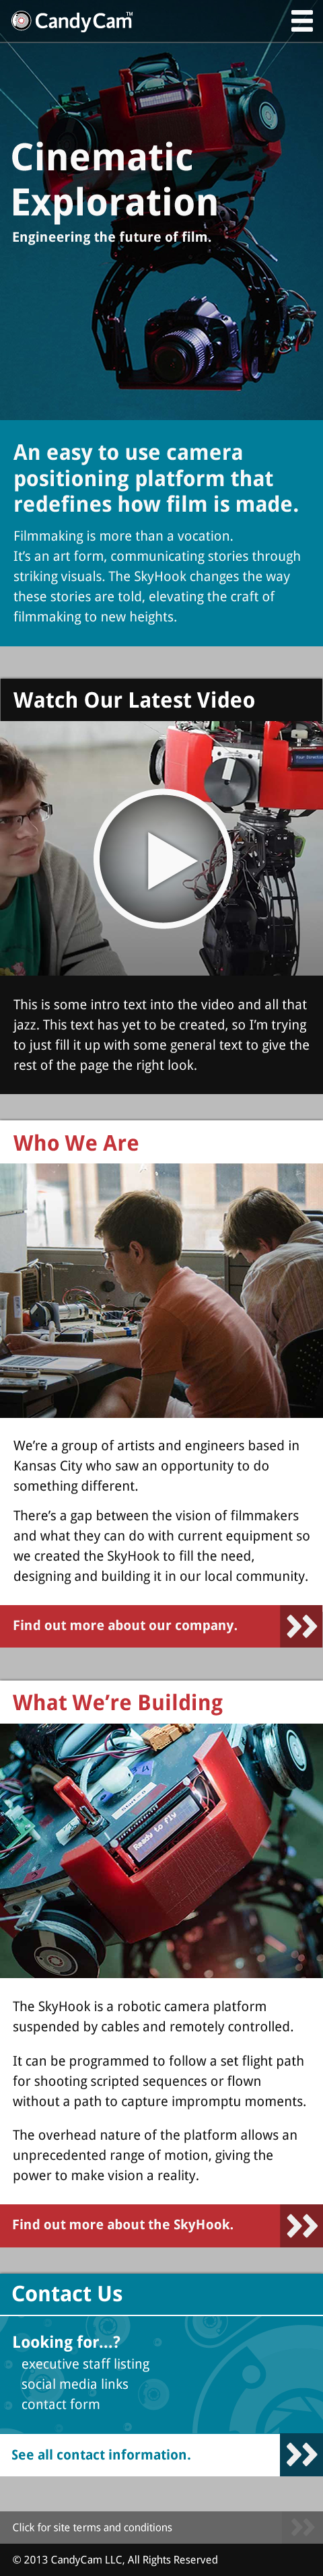 CandyCam™
Cinematic
Exploration
Engineering the future of film.
An easy to use camera
positioning platform that
redefines how film is made.
Filmmaking is more than a vocation.
It’s an art form, communicating stories through
striking visuals. The SkyHook changes the way
these stories are told, elevating the craft of
filmmaking to new heights.
Watch Our Latest Video
This is some intro text into the video and all that
jazz. This text has yet to be created, so I’m trying
to just fill it up with some general text to give the
rest of the page the right look.
Who We Are
We’re a group of artists and engineers based in
Kansas City who saw an opportunity to do
something different.
There’s a gap between the vision of filmmakers
and what they can do with current equipment so
we created the SkyHook to fill the need,
designing and building it in our local community.
Find out more about our company.
What We’re Building
Ready to Fly
The SkyHook is a robotic camera platform
suspended by cables and remotely controlled.
It can be programmed to follow a set flight path
for shooting scripted sequences or flown
without a path to capture impromptu moments.
The overhead nature of the platform allows an
unprecedented range of motion, giving the
power to make vision a reality.
Find out more about the SkyHook.
Contact Us
Looking for...?
executive staff listing
social media links
contact form
See all contact information.
Click for site terms and conditions
© 2013 CandyCam LLC, All Rights Reserved